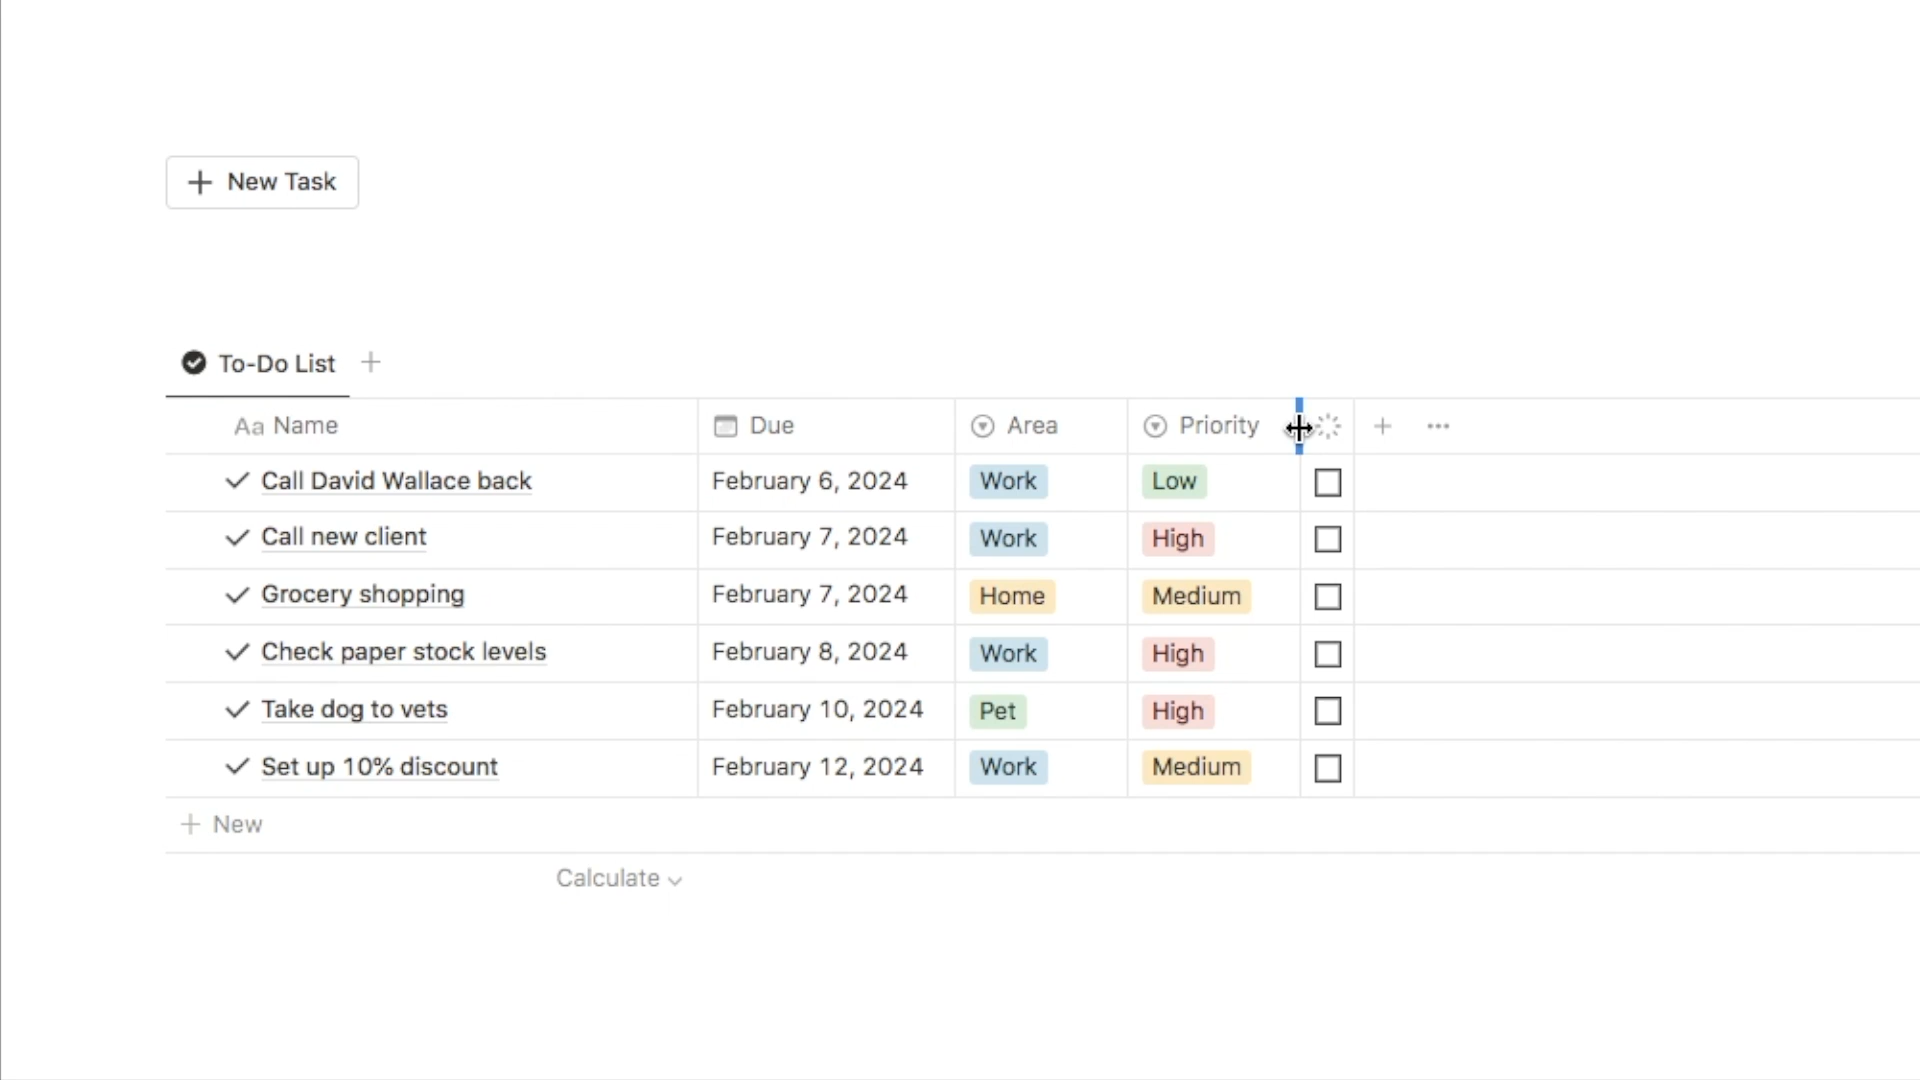 + New Task
To-Do List +
Aa Name Due Area Priority + •••
Call David Wallace back February 6, 2024 Work Low
Call new client February 7, 2024 Work High
Grocery shopping February 7, 2024 Home Medium
Check paper stock levels February 8, 2024 Work High
Take dog to vets February 10, 2024 Pet High
Set up 10% discount February 12, 2024 Work Medium
+ New
Calculate